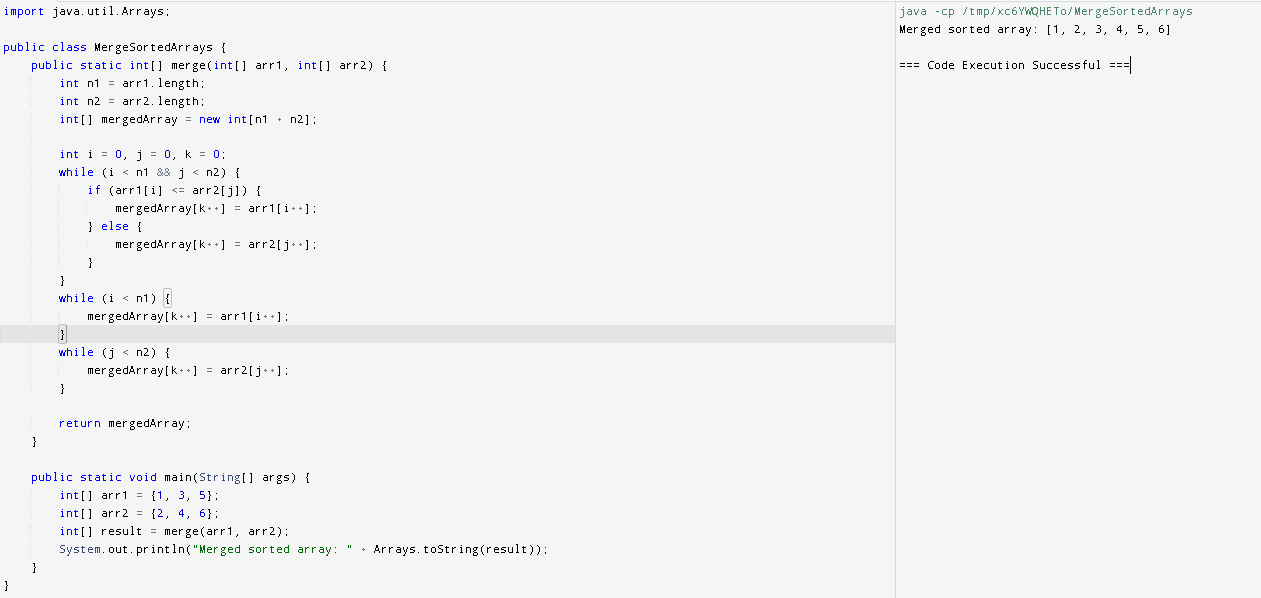 import java.util.Arrays;
public class MergeSortedArrays {
    public static int[] merge(int[] arr1, int[] arr2) {
        int n1 = arr1.length;
        int n2 = arr2.length;
        int[] mergedArray = new int[n1 + n2];
        int i = 0, j = 0, k = 0;
        while (i < n1 && j < n2) {
            if (arr1[i] <= arr2[j]) {
                mergedArray[k++] = arr1[i++];
            } else {
                mergedArray[k++] = arr2[j++];
            }
        }
        while (i < n1) {
            mergedArray[k++] = arr1[i++];
        }
        while (j < n2) {
            mergedArray[k++] = arr2[j++];
        }
        return mergedArray;
    }
    public static void main(String[] args) {
        int[] arr1 = {1, 3, 5};
        int[] arr2 = {2, 4, 6};
        int[] result = merge(arr1, arr2);
        System.out.println("Merged sorted array: " + Arrays.toString(result));
    }
}
java -cp /tmp/xc6YWQHETo/MergeSortedArrays
Merged sorted array: [1, 2, 3, 4, 5, 6]
=== Code Execution Successful ===